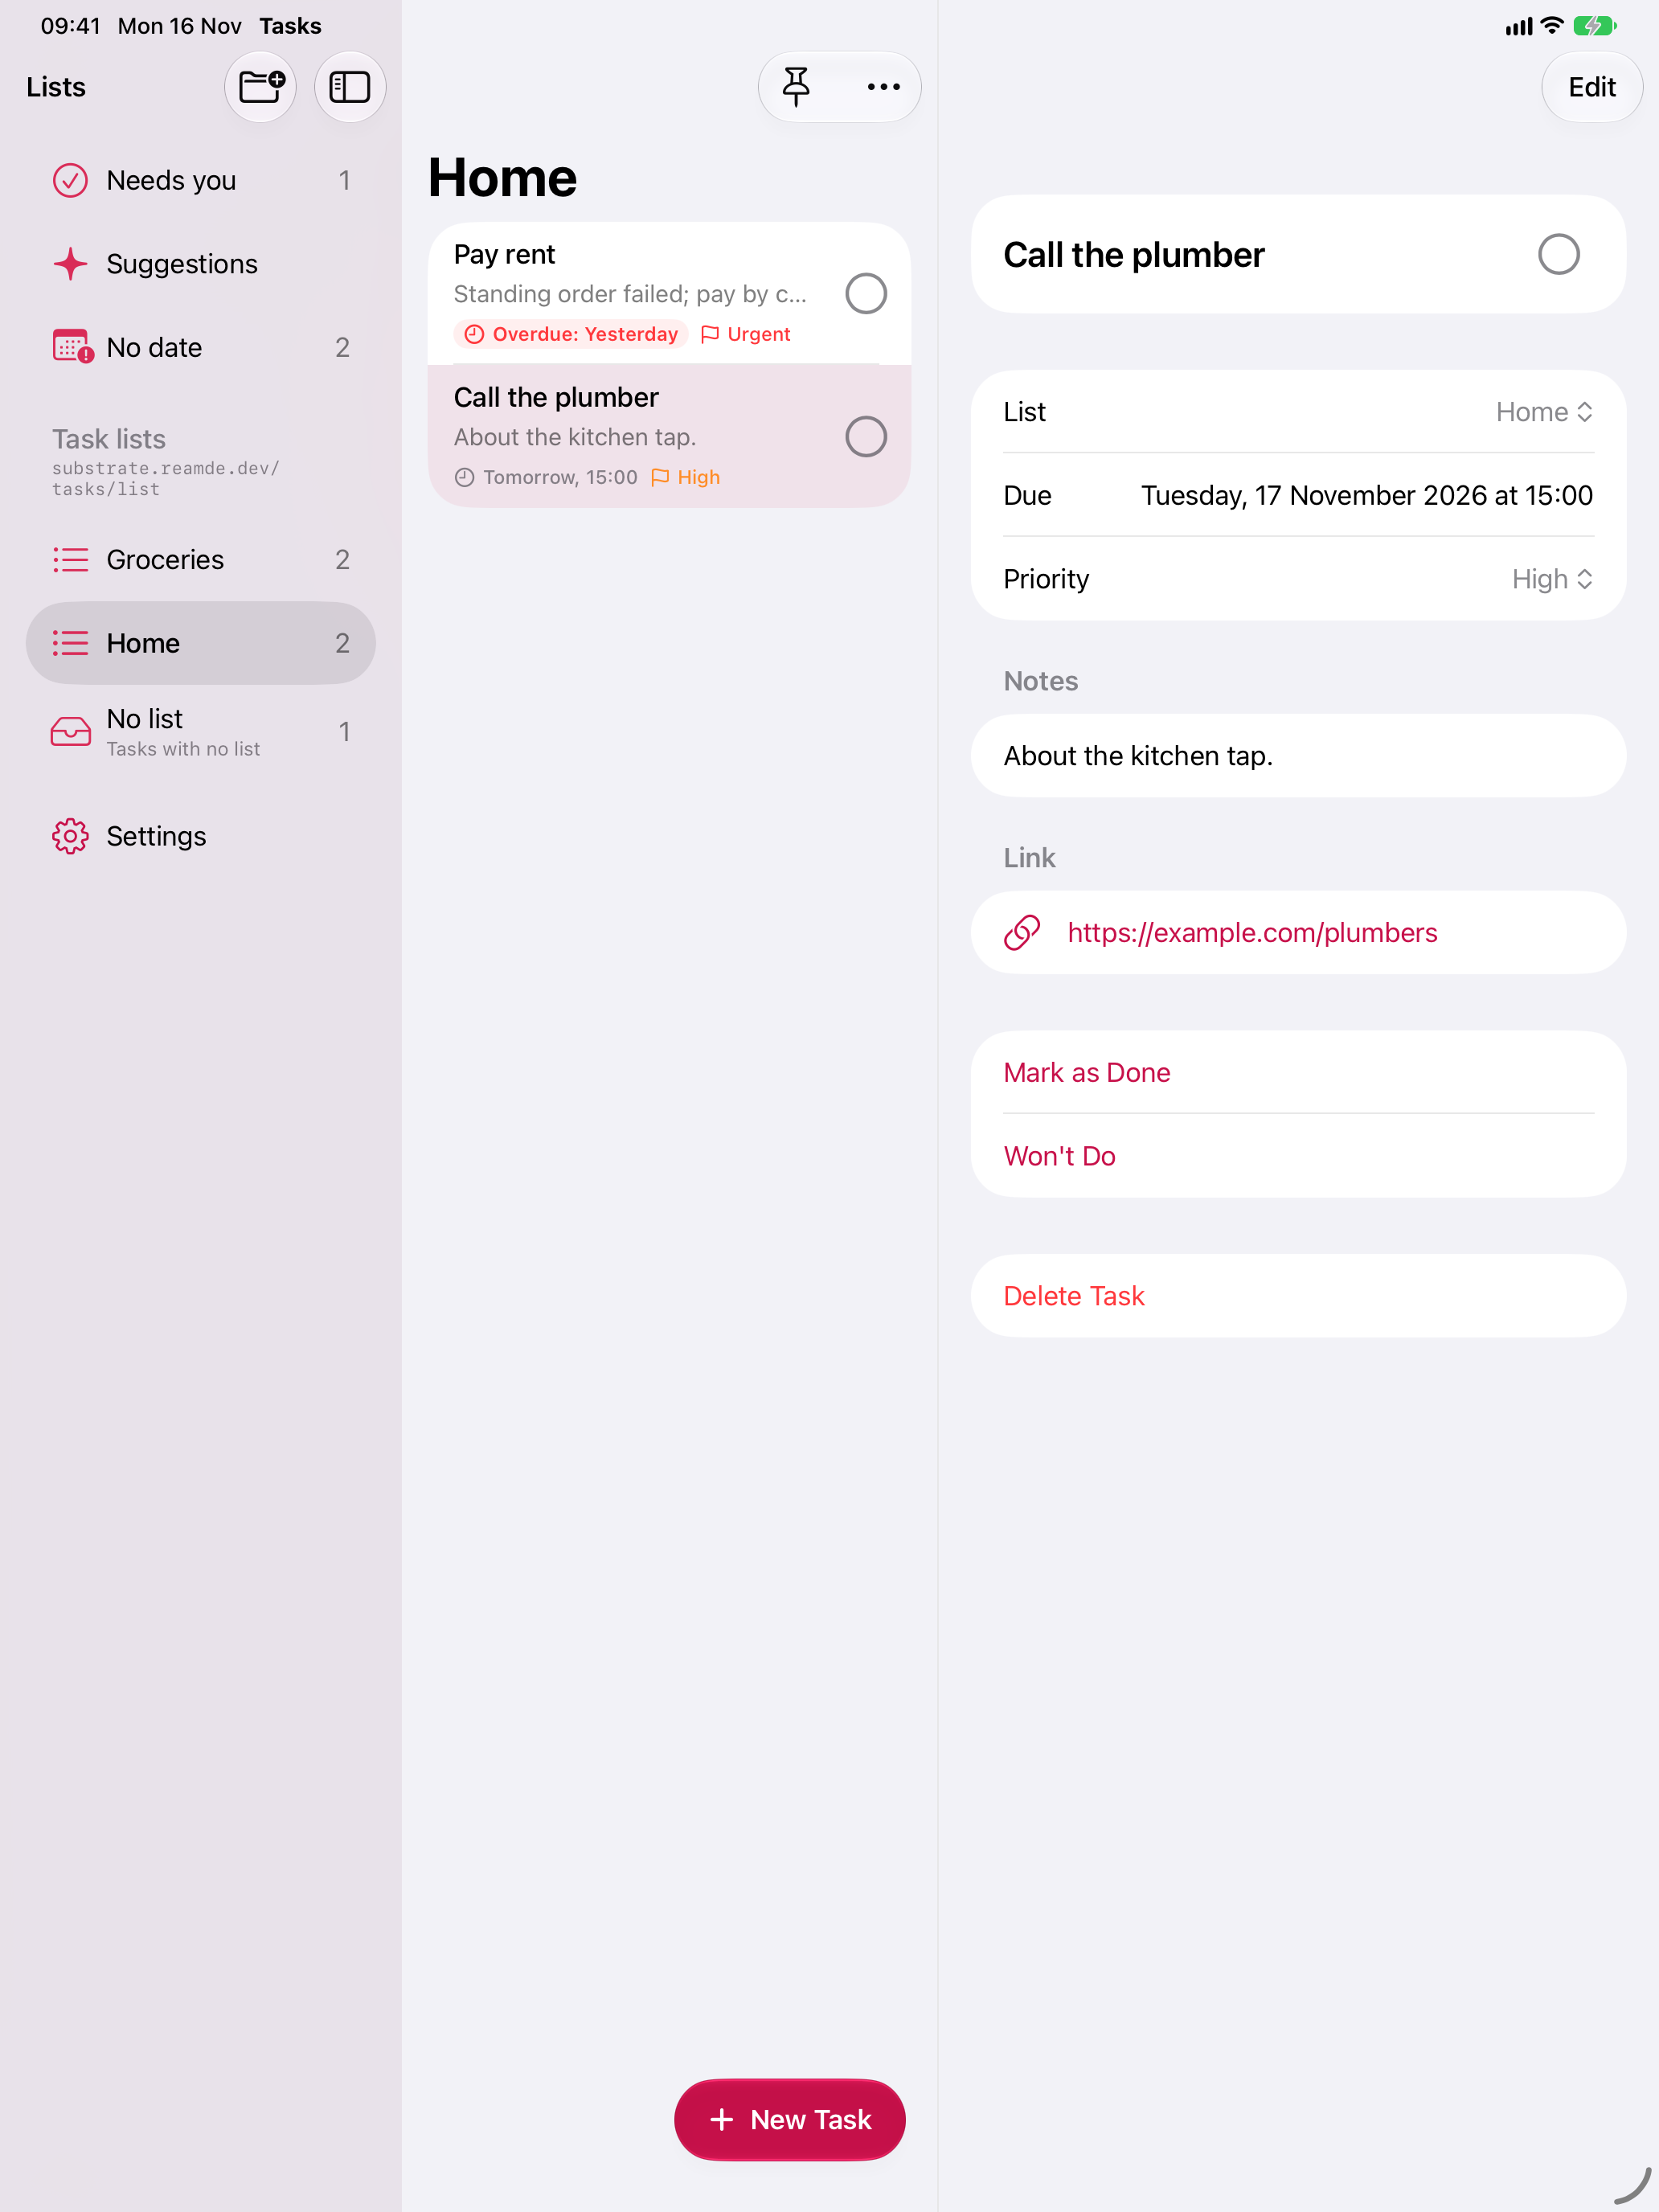 09:41 Mon 16 Nov Tasks
Lists
Needs you 1
Suggestions
No date 2
Task lists
substrate.reamde.dev/
tasks/list
Groceries 2
Home 2
No list 1
Tasks with no list
Settings
Home
Pay rent
Standing order failed; pay by c...
Overdue: Yesterday Urgent
Call the plumber
About the kitchen tap.
Tomorrow, 15:00 High
+ New Task
Edit
Call the plumber
List Home
Due Tuesday, 17 November 2026 at 15:00
Priority High
Notes
About the kitchen tap.
Link
https://example.com/plumbers
Mark as Done
Won't Do
Delete Task